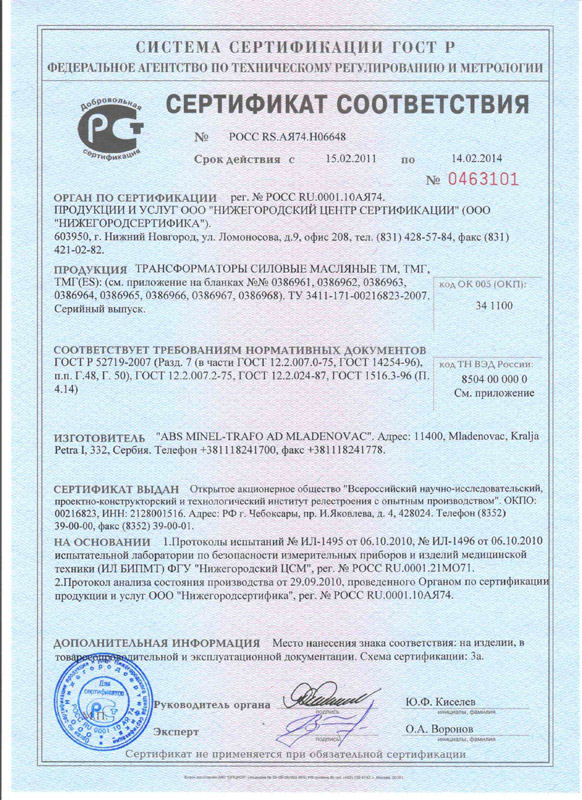 СИСТЕМА СЕРТИФИКАЦИИ ГОСТ Р
ФЕДЕРАЛЬНОЕ АГЕНТСТВО ПО ТЕХНИЧЕСКОМУ РЕГУЛИРОВАНИЮ И МЕТРОЛОГИИ
Добровольная
сертификация
СЕРТИФИКАТ СООТВЕТСТВИЯ
№ РОСС RS.АЯ74.Н06648
Срок действия с 15.02.2011 по 14.02.2014
№ 0463101
ОРГАН ПО СЕРТИФИКАЦИИ рег. № РОСС RU.0001.10АЯ74.
ПРОДУКЦИИ И УСЛУГ ООО "НИЖЕГОРОДСКИЙ ЦЕНТР СЕРТИФИКАЦИИ" (ООО
"НИЖЕГОРОДСЕРТИФИКА").
603950, г. Нижний Новгород, ул. Ломоносова, д.9, офис 208, тел. (831) 428-57-84, факс (831)
421-02-82.
ПРОДУКЦИЯ ТРАНСФОРМАТОРЫ СИЛОВЫЕ МАСЛЯНЫЕ ТМ, ТМГ,
ТМГ(ES): (см. приложение на бланках №№ 0386961, 0386962, 0386963,
0386964, 0386965, 0386966, 0386967, 0386968). ТУ 3411-171-00216823-2007.
Серийный выпуск.
код ОК 005 (ОКП):
34 1100
СООТВЕТСТВУЕТ ТРЕБОВАНИЯМ НОРМАТИВНЫХ ДОКУМЕНТОВ
ГОСТ Р 52719-2007 (Разд. 7 (в части ГОСТ 12.2.007.0-75, ГОСТ 14254-96),
п.п. Г.48, Г. 50), ГОСТ 12.2.007.2-75, ГОСТ 12.2.024-87, ГОСТ 1516.3-96 (П.
4.14)
код ТН ВЭД России:
8504 00 000 0
См. приложение
ИЗГОТОВИТЕЛЬ "ABS MINEL-TRAFO AD MLADENOVAC". Адрес: 11400, Mladenovac, Kralja
Petra I, 332, Сербия. Телефон +381118241700, факс +381118241778.
СЕРТИФИКАТ ВЫДАН Открытое акционерное общество "Всероссийский научно-исследовательский,
проектно-конструкторский и технологический институт релестроения с опытным производством". ОКПО:
00216823, ИНН: 2128001516. Адрес: РФ г. Чебоксары, пр. И.Яковлева, д. 4, 428024. Телефон (8352)
39-00-00, факс (8352) 39-00-01.
НА ОСНОВАНИИ 1.Протоколы испытаний № ИЛ-1495 от 06.10.2010, № ИЛ-1496 от 06.10.2010
испытательной лаборатории по безопасности измерительных приборов и изделий медицинской
техники (ИЛ БИПМТ) ФГУ "Нижегородский ЦСМ", рег. № РОСС RU.0001.21МО71.
2.Протокол анализа состояния производства от 29.09.2010, проведенного Органом по сертификации
продукции и услуг ООО "Нижегородсертифика", рег. № РОСС RU.0001.10АЯ74.
ДОПОЛНИТЕЛЬНАЯ ИНФОРМАЦИЯ Место нанесения знака соответствия: на изделии, в
товаросопроводительной и эксплуатационной документации. Схема сертификации: 3а.
Для
сертификатов
М.П.
Руководитель органа
подпись
Ю.Ф. Киселев
инициалы, фамилия
Эксперт
подпись
О.А. Воронов
инициалы, фамилия
Сертификат не применяется при обязательной сертификации